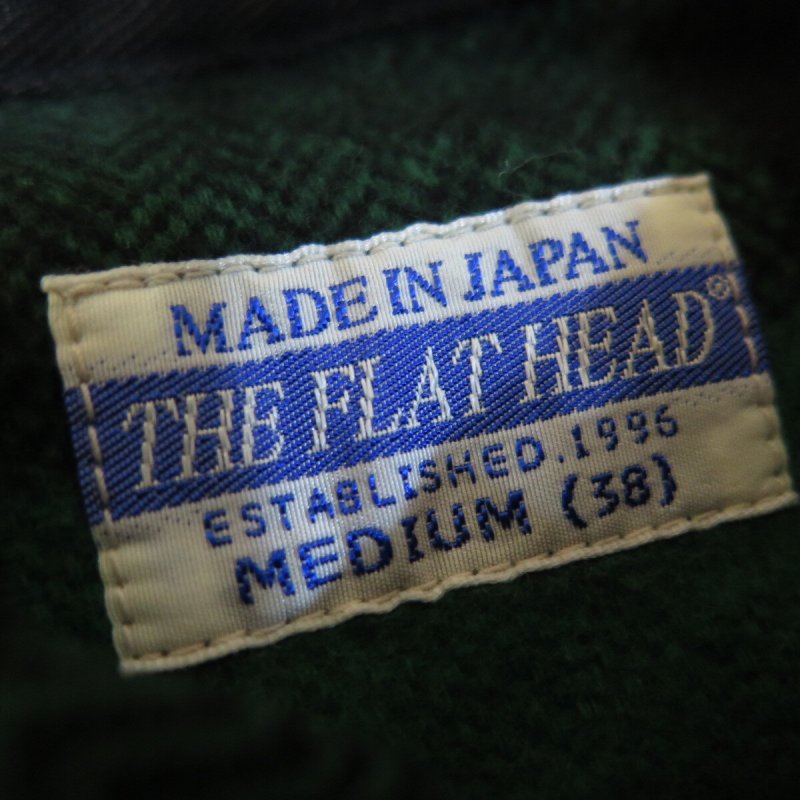 MADE IN JAPAN
THE FLAT HEAD®
ESTABLISHED.1996
MEDIUM (38)